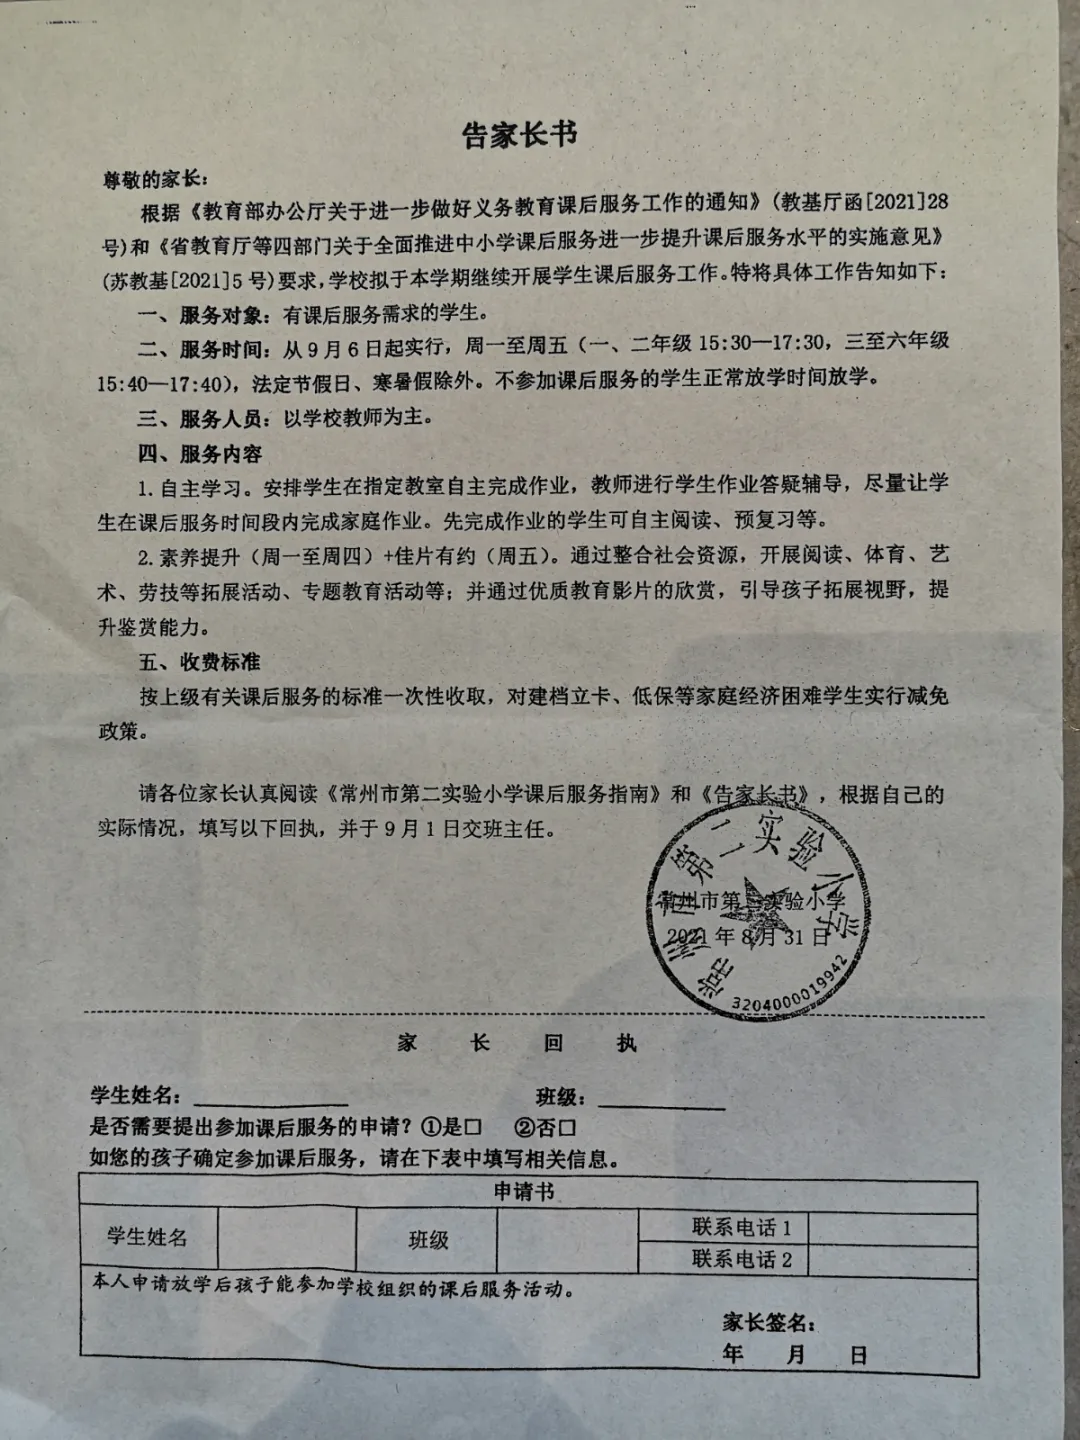 告家长书
尊敬的家长：
根据《教育部办公厅关于进一步做好义务教育课后服务工作的通知》(教基厅函[2021]28
号)和《省教育厅等四部门关于全面推进中小学课后服务进一步提升课后服务水平的实施意见》
(苏教基[2021]5 号)要求，学校拟于本学期继续开展学生课后服务工作。特将具体工作告知如下：
一、服务对象：有课后服务需求的学生。
二、服务时间：从 9 月 6 日起实行，周一至周五（一、二年级 15:30—17:30，三至六年级
15:40—17:40），法定节假日、寒暑假除外。不参加课后服务的学生正常放学时间放学。
三、服务人员：以学校教师为主。
四、服务内容
1.自主学习。安排学生在指定教室自主完成作业，教师进行学生作业答疑辅导，尽量让学
生在课后服务时间段内完成家庭作业。先完成作业的学生可自主阅读、预复习等。
2.素养提升（周一至周四）+佳片有约（周五）。通过整合社会资源，开展阅读、体育、艺
术、劳技等拓展活动、专题教育活动等；并通过优质教育影片的欣赏，引导孩子拓展视野，提
升鉴赏能力。
五、收费标准
按上级有关课后服务的标准一次性收取，对建档立卡、低保等家庭经济困难学生实行减免
政策。
请各位家长认真阅读《常州市第二实验小学课后服务指南》和《告家长书》，根据自己的
实际情况，填写以下回执，并于 9 月 1 日交班主任。
常州市第二实验小学
常州市第二实验小学
2021 年 8 月 31 日
3204000019942
家 长 回 执
学生姓名： 班级：
是否需要提出参加课后服务的申请？①是□ ②否□
如您的孩子确定参加课后服务，请在下表中填写相关信息。
申请书
学生姓名 班级 联系电话 1
联系电话 2
本人申请放学后孩子能参加学校组织的课后服务活动。
家长签名：
年 月 日